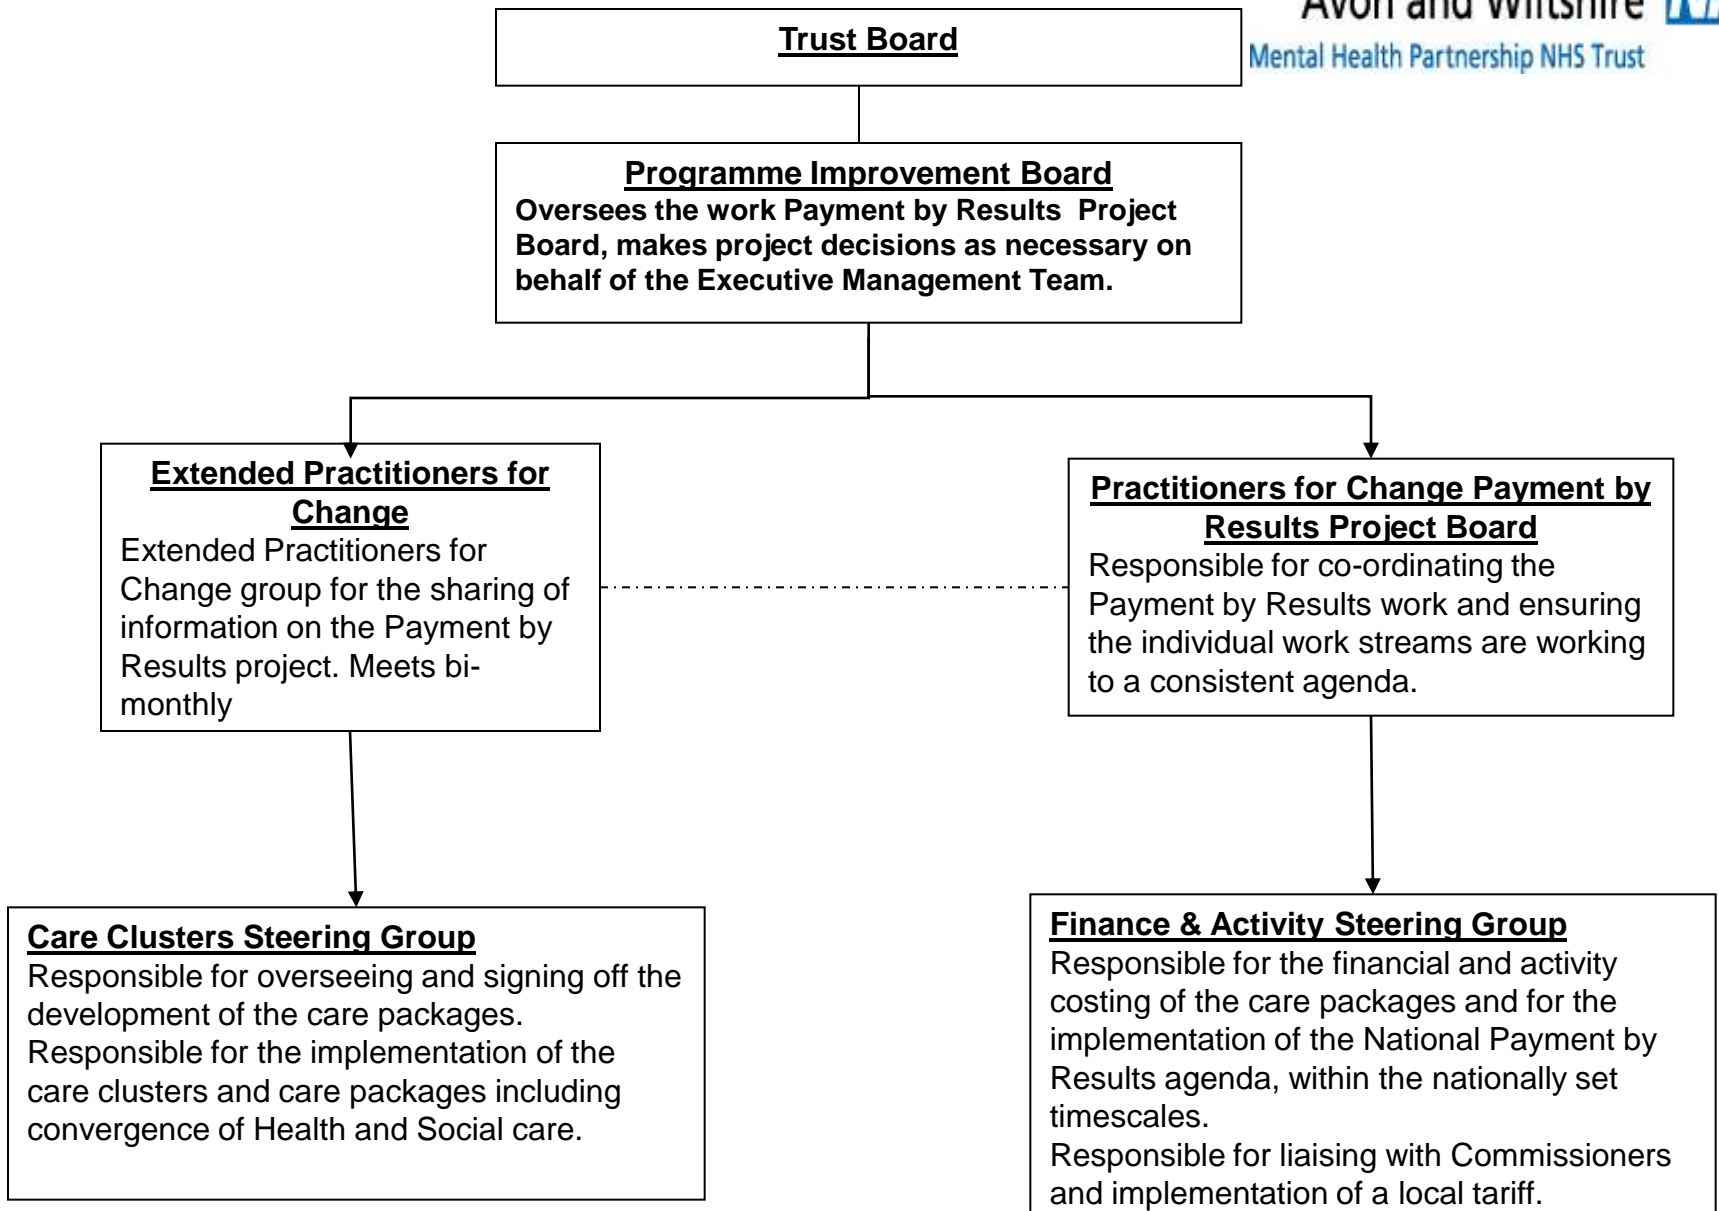 Avon and Wiltshire
Mental Health Partnership NHS Trust
Trust Board
Programme Improvement Board
Oversees the work Payment by Results Project
Board, makes project decisions as necessary on
behalf of the Executive Management Team.
Extended Practitioners for
Change
Extended Practitioners for
Change group for the sharing of
information on the Payment by
Results project. Meets bi-
monthly
Practitioners for Change Payment by
Results Project Board
Responsible for co-ordinating the
Payment by Results work and ensuring
the individual work streams are working
to a consistent agenda.
Care Clusters Steering Group
Responsible for overseeing and signing off the
development of the care packages.
Responsible for the implementation of the
care clusters and care packages including
convergence of Health and Social care.
Finance & Activity Steering Group
Responsible for the financial and activity
costing of the care packages and for the
implementation of the National Payment by
Results agenda, within the nationally set
timescales.
Responsible for liaising with Commissioners
and implementation of a local tariff.